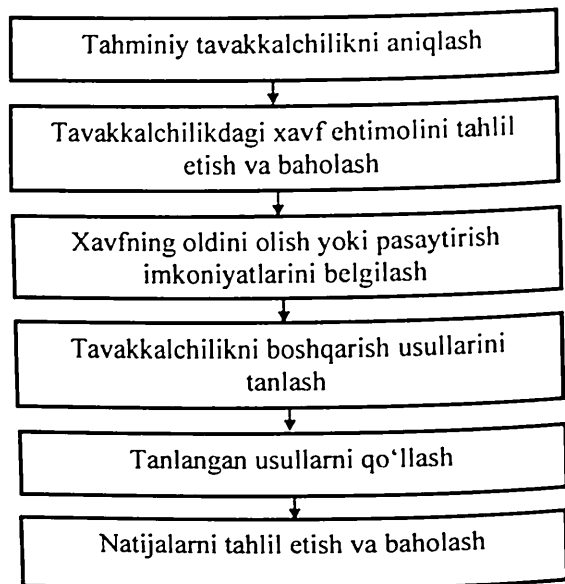 Tahminiy tavakkalchilikni aniqlash
Tavakkalchilikdagi xavf ehtimolini tahlil
etish va baholash
Xavfning oldini olish yoki pasaytirish
imkoniyatlarini belgilash
Tavakkalchilikni boshqarish usullarini
tanlash
Tanlangan usullarni qo‘llash
Natijalarni tahlil etish va baholash